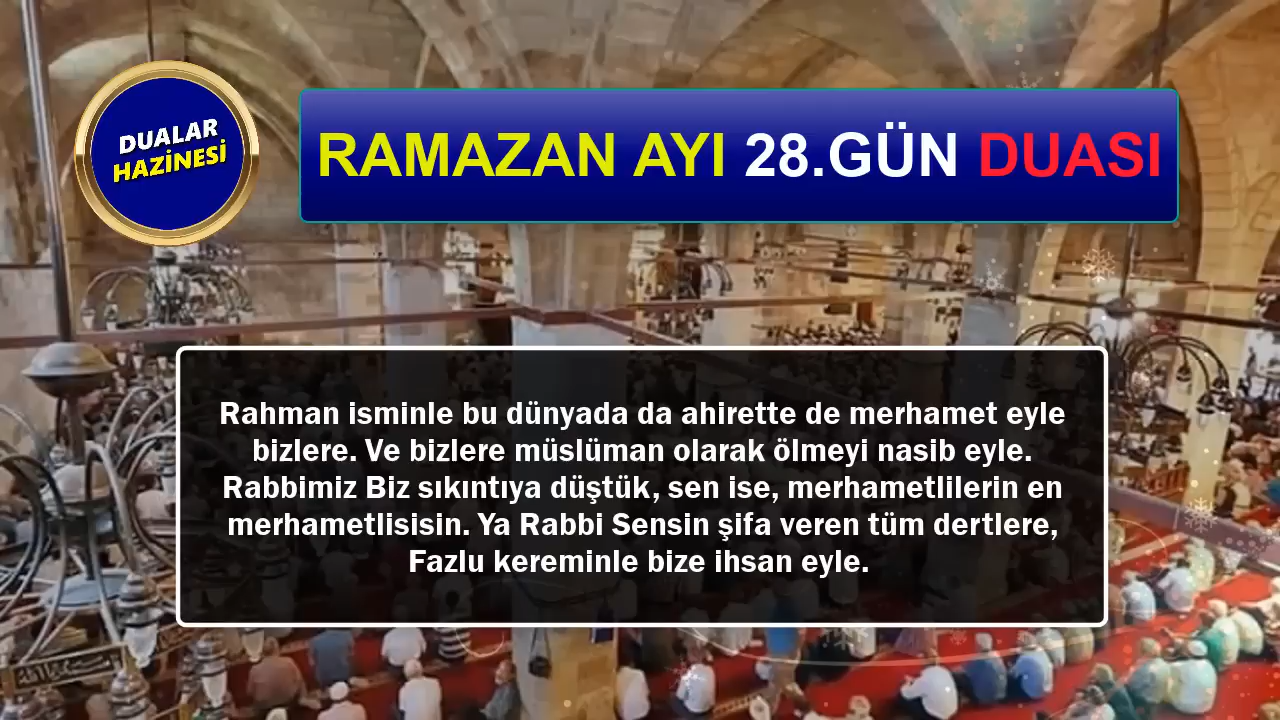 DUALAR
HAZİNESİ
RAMAZAN AYI 28.GÜN DUASI
Rahman isminle bu dünyada da ahirette de merhamet eyle
bizlere. Ve bizlere müslüman olarak ölmeyi nasib eyle.
Rabbimiz Biz sıkıntıya düştük, sen ise, merhametlilerin en
merhametlisisin. Ya Rabbi Sensin şifa veren tüm dertlere,
Fazlu kereminle bize ihsan eyle.